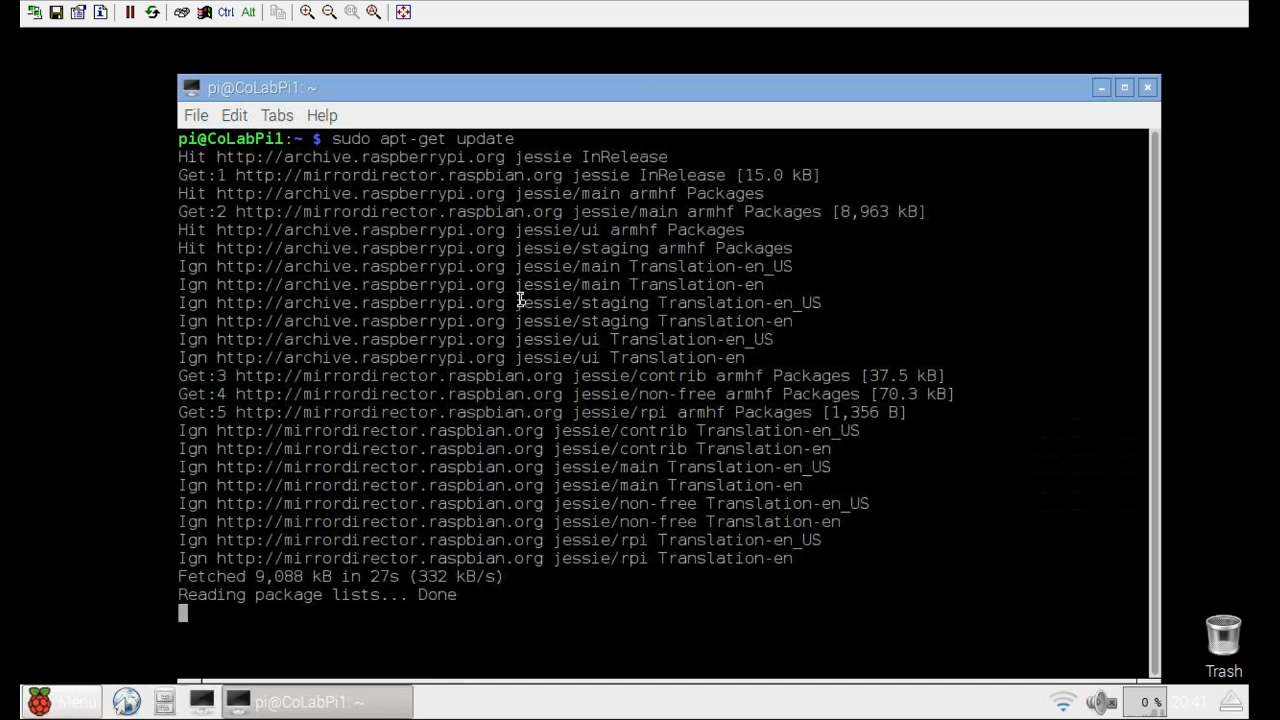 Ctrl Alt
pi@CoLabPi1: ~
File Edit Tabs Help
pi@CoLabPi1:~ $ sudo apt-get update
Hit http://archive.raspberrypi.org jessie InRelease
Get:1 http://mirrordirector.raspbian.org jessie InRelease [15.0 kB]
Hit http://archive.raspberrypi.org jessie/main armhf Packages
Get:2 http://mirrordirector.raspbian.org jessie/main armhf Packages [8,963 kB]
Hit http://archive.raspberrypi.org jessie/ui armhf Packages
Hit http://archive.raspberrypi.org jessie/staging armhf Packages
Ign http://archive.raspberrypi.org jessie/main Translation-en_US
Ign http://archive.raspberrypi.org jessie/main Translation-en
Ign http://archive.raspberrypi.org jessie/staging Translation-en_US
Ign http://archive.raspberrypi.org jessie/staging Translation-en
Ign http://archive.raspberrypi.org jessie/ui Translation-en_US
Ign http://archive.raspberrypi.org jessie/ui Translation-en
Get:3 http://mirrordirector.raspbian.org jessie/contrib armhf Packages [37.5 kB]
Get:4 http://mirrordirector.raspbian.org jessie/non-free armhf Packages [70.3 kB]
Get:5 http://mirrordirector.raspbian.org jessie/rpi armhf Packages [1,356 B]
Ign http://mirrordirector.raspbian.org jessie/contrib Translation-en_US
Ign http://mirrordirector.raspbian.org jessie/contrib Translation-en
Ign http://mirrordirector.raspbian.org jessie/main Translation-en_US
Ign http://mirrordirector.raspbian.org jessie/main Translation-en
Ign http://mirrordirector.raspbian.org jessie/non-free Translation-en_US
Ign http://mirrordirector.raspbian.org jessie/non-free Translation-en
Ign http://mirrordirector.raspbian.org jessie/rpi Translation-en_US
Ign http://mirrordirector.raspbian.org jessie/rpi Translation-en
Fetched 9,088 kB in 27s (332 kB/s)
Reading package lists... Done
Trash
Menu pi@CoLabPi1: ~ 0 % 20:41